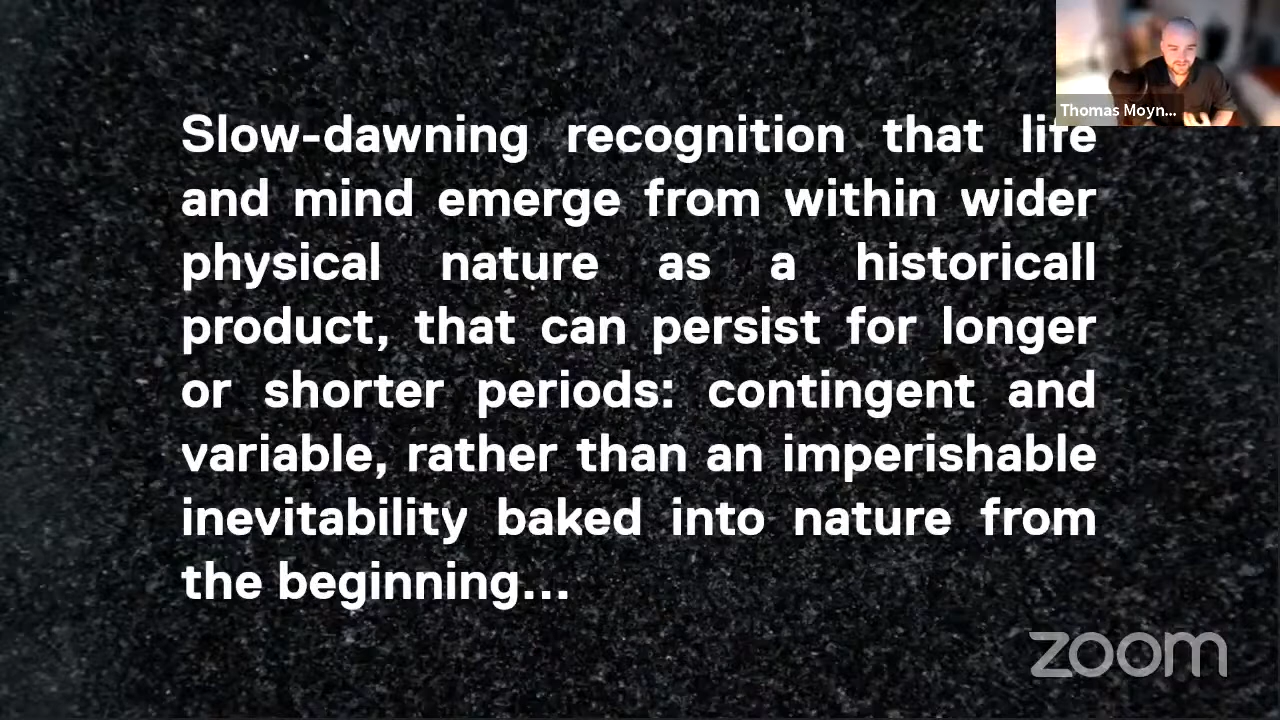 Thomas Moyn...
Slow-dawning recognition that life
and mind emerge from within wider
physical nature as a historicall
product, that can persist for longer
or shorter periods: contingent and
variable, rather than an imperishable
inevitability baked into nature from
the beginning...
zoom